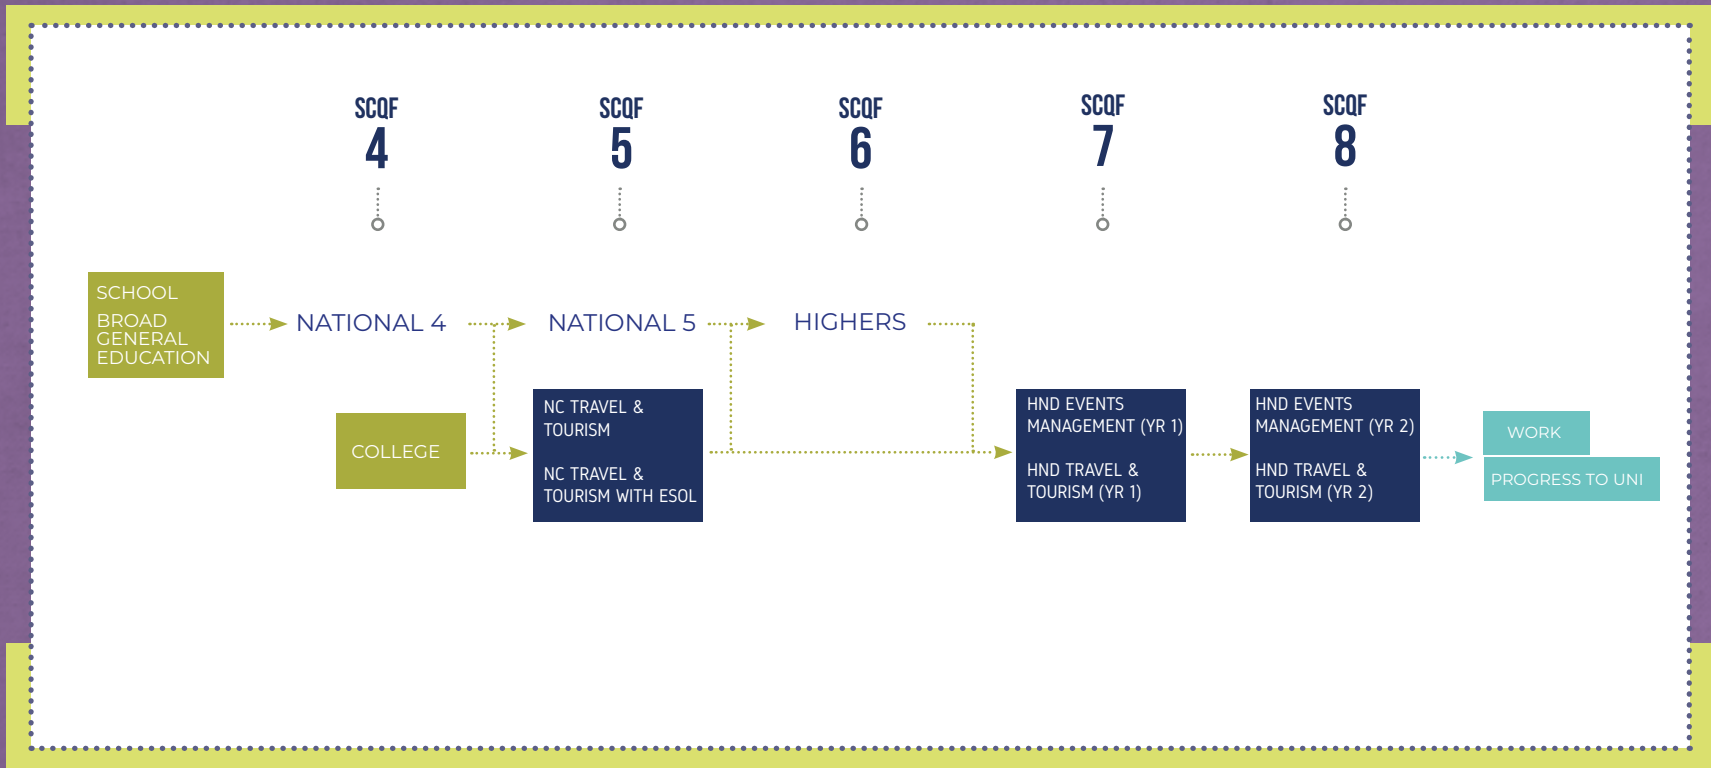 SCQF
4
SCQF
5
SCQF
6
SCQF
7
SCQF
8
SCHOOL
BROAD
GENERAL
EDUCATION
NATIONAL 4
NATIONAL 5
HIGHERS
COLLEGE
NC TRAVEL &
TOURISM
NC TRAVEL &
TOURISM WITH ESOL
HND EVENTS
MANAGEMENT (YR 1)
HND TRAVEL &
TOURISM (YR 1)
HND EVENTS
MANAGEMENT (YR 2)
HND TRAVEL &
TOURISM (YR 2)
WORK
PROGRESS TO UNI